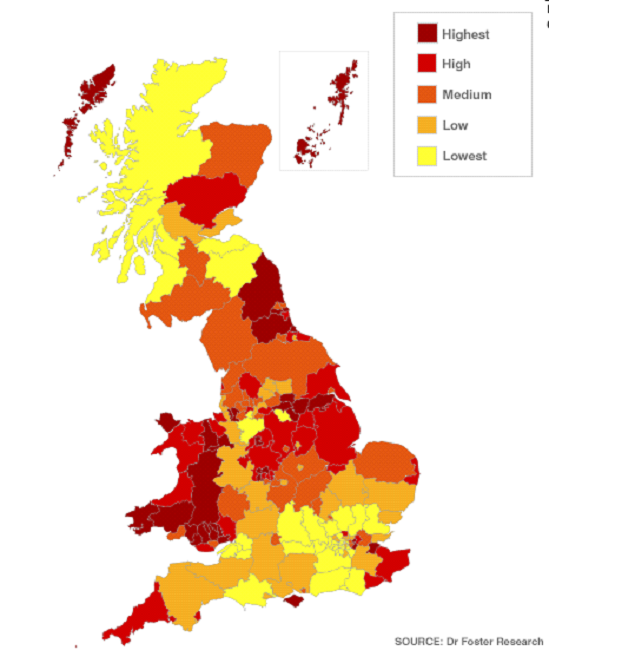 Highest
High
Medium
Low
Lowest
SOURCE: Dr Foster Research